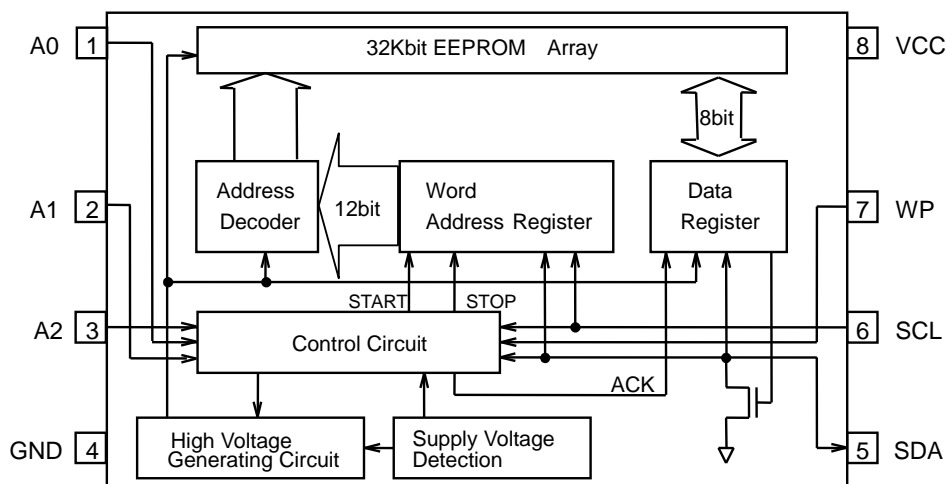 32Kbit EEPROM Array
A0 1
8 VCC
8bit
Address
Decoder
12bit
Word
Address Register
Data
Register
A1 2
7 WP
START
STOP
A2 3
Control Circuit
6 SCL
ACK
GND 4
High Voltage
Generating Circuit
Supply Voltage
Detection
5 SDA